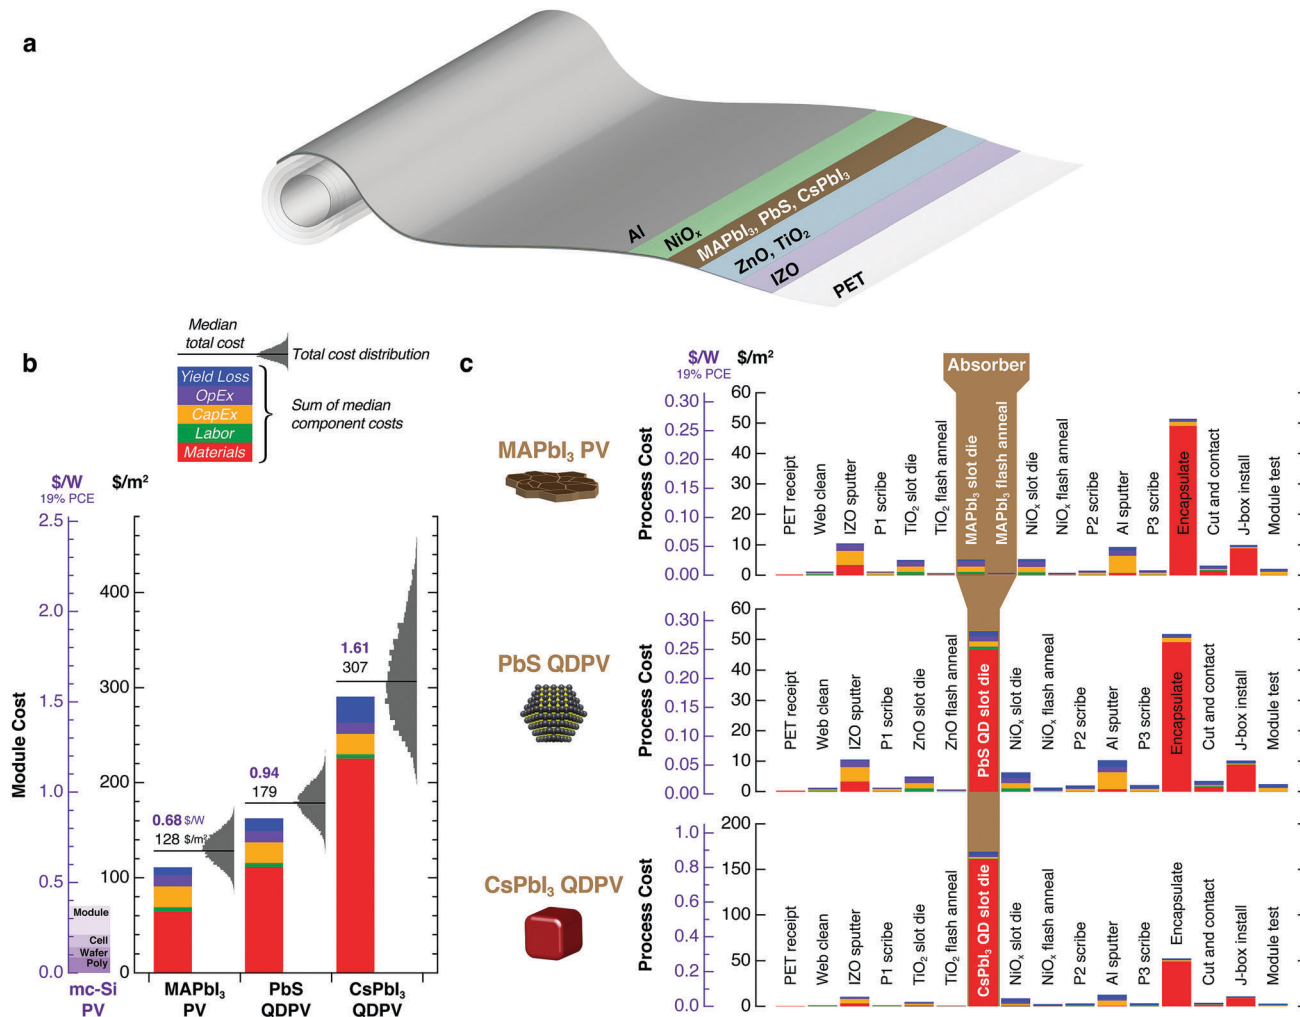 a
Al
NiOₓ
MAPbI₃, PbS, CsPbI₃
ZnO, TiO₂
IZO
PET
b
Median
total cost
Total cost distribution
Yield Loss
OpEx
CapEx
Labor
Materials
Sum of median
component costs
$/W
19% PCE
$/m²
Module Cost
2.5
2.0
1.5
1.0
0.5
0.0
400
300
200
100
0
0.68 $/W
128 $/m²
0.94
179
1.61
307
Module
Cell
Wafer
Poly
mc-Si
PV
MAPbI₃
PV
PbS
QDPV
CsPbI₃
QDPV
c
$/W
19% PCE
$/m²
Absorber
MAPbI₃ PV
Process Cost
0.30
0.25
0.20
0.15
0.10
0.05
0.00
60
50
40
30
20
10
0
PET receipt
Web clean
IZO sputter
P1 scribe
TiO₂ slot die
TiO₂ flash anneal
MAPbI₃ slot die
MAPbI₃ flash anneal
NiOₓ slot die
NiOₓ flash anneal
P2 scribe
Al sputter
P3 scribe
Encapsulate
Cut and contact
J-box install
Module test
PbS QDPV
Process Cost
0.30
0.25
0.20
0.15
0.10
0.05
0.00
60
50
40
30
20
10
0
PET receipt
Web clean
IZO sputter
P1 scribe
ZnO slot die
ZnO flash anneal
PbS QD slot die
NiOₓ slot die
NiOₓ flash anneal
P2 scribe
Al sputter
P3 scribe
Encapsulate
Cut and contact
J-box install
Module test
CsPbI₃ QDPV
Process Cost
1.0
0.8
0.6
0.4
0.2
0.0
200
150
100
50
0
PET receipt
Web clean
IZO sputter
P1 scribe
TiO₂ slot die
TiO₂ flash anneal
CsPbI₃ QD slot die
NiOₓ slot die
NiOₓ flash anneal
P2 scribe
Al sputter
P3 scribe
Encapsulate
Cut and contact
J-box install
Module test